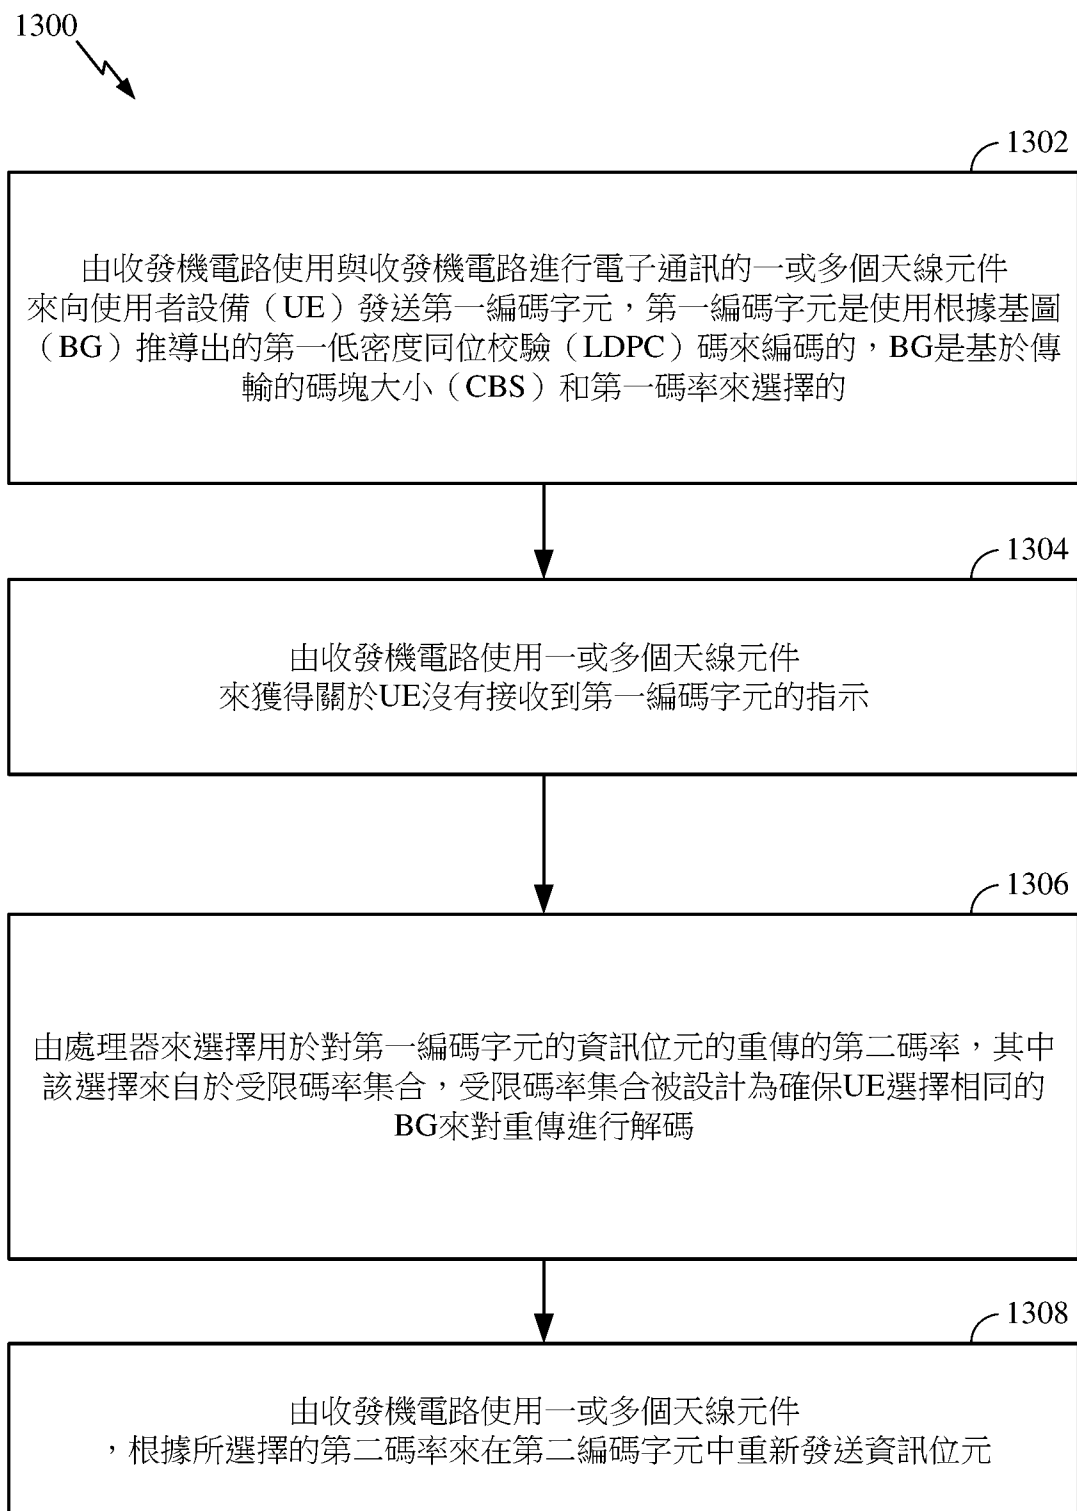 1300
1302
由收發機電路使用與收發機電路進行電子通訊的一或多個天線元件
來向使用者設備（UE）發送第一編碼字元，第一編碼字元是使用根據基圖
（BG）推導出的第一低密度同位校驗（LDPC）碼來編碼的，BG是基於傳
輸的碼塊大小（CBS）和第一碼率來選擇的
1304
由收發機電路使用一或多個天線元件
來獲得關於UE沒有接收到第一編碼字元的指示
1306
由處理器來選擇用於對第一編碼字元的資訊位元的重傳的第二碼率，其中
該選擇來自於受限碼率集合，受限碼率集合被設計為確保UE選擇相同的
BG來對重傳進行解碼
1308
由收發機電路使用一或多個天線元件
，根據所選擇的第二碼率來在第二編碼字元中重新發送資訊位元